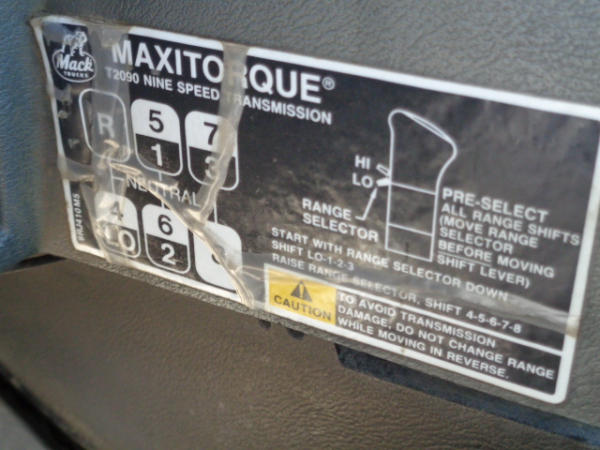 Mack
TRUCKS
MAXITORQUE®
T2090 NINE SPEED TRANSMISSION
R
5
1
7
3
NEUTRAL
4
LO
6
2
HI
LO
RANGE
SELECTOR
PRE-SELECT
ALL RANGE SHIFTS
(MOVE RANGE
SELECTOR
BEFORE MOVING
SHIFT LEVER)
START WITH RANGE SELECTOR DOWN
SHIFT LO-1-2-3
RAISE RANGE SELECTOR, SHIFT 4-5-6-7-8
CAUTION
TO AVOID TRANSMISSION
DAMAGE, DO NOT CHANGE RANGE
WHILE MOVING IN REVERSE.